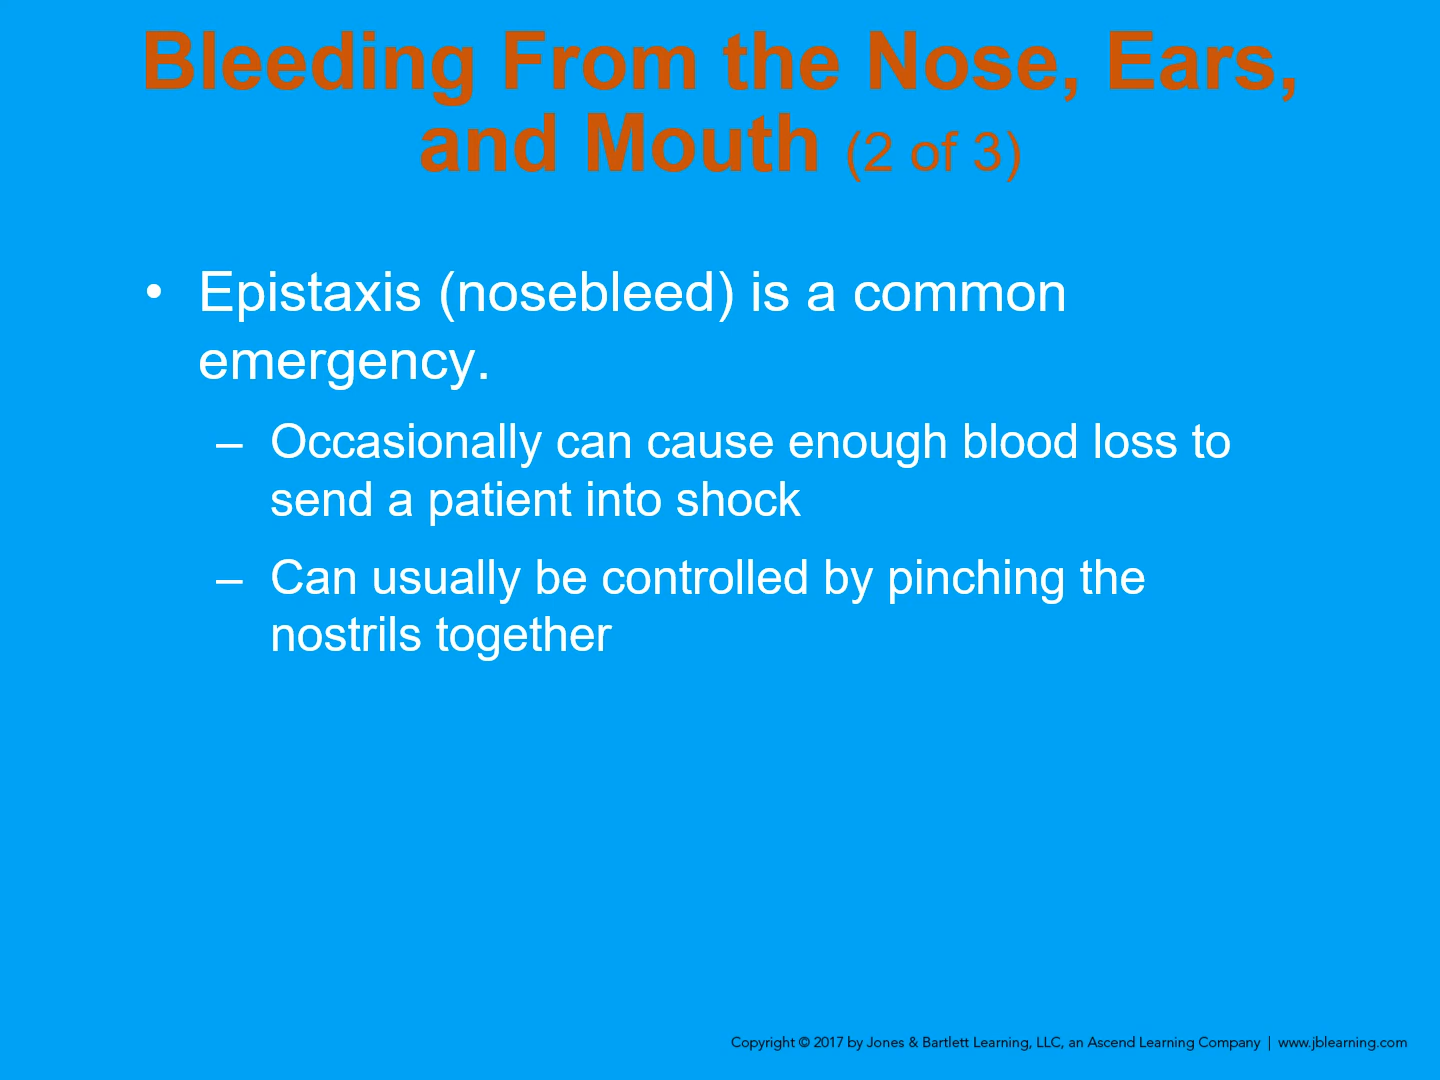 Bleeding From the Nose, Ears,
and Mouth (2 of 3)
• Epistaxis (nosebleed) is a common
emergency.
– Occasionally can cause enough blood loss to
send a patient into shock
– Can usually be controlled by pinching the
nostrils together
Copyright © 2017 by Jones & Bartlett Learning, LLC, an Ascend Learning Company | www.jblearning.com